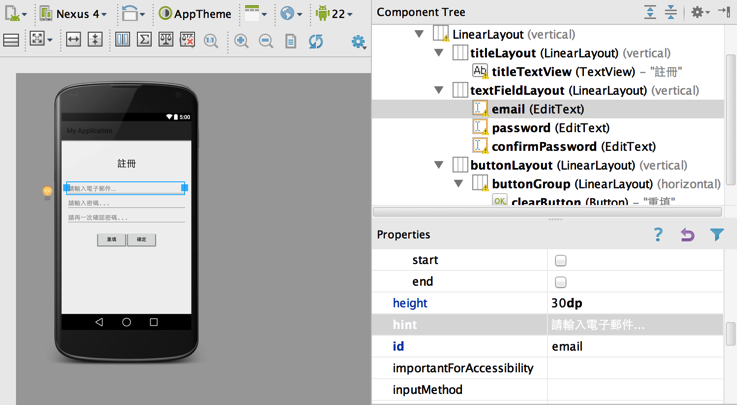 Nexus 4
AppTheme
22
5:00
My Application
註冊
請輸入電子郵件...
請輸入密碼...
請再一次確認密碼...
重填
確定
Component Tree
LinearLayout (vertical)
titleLayout (LinearLayout) (vertical)
Ab titleTextView (TextView) – "註冊"
textFieldLayout (LinearLayout) (vertical)
email (EditText)
password (EditText)
confirmPassword (EditText)
buttonLayout (LinearLayout) (vertical)
buttonGroup (LinearLayout) (horizontal)
OK clearButton (Button) – "重填"
Properties
start
end
height 30dp
hint 請輸入電子郵件...
id email
importantForAccessibility
inputMethod